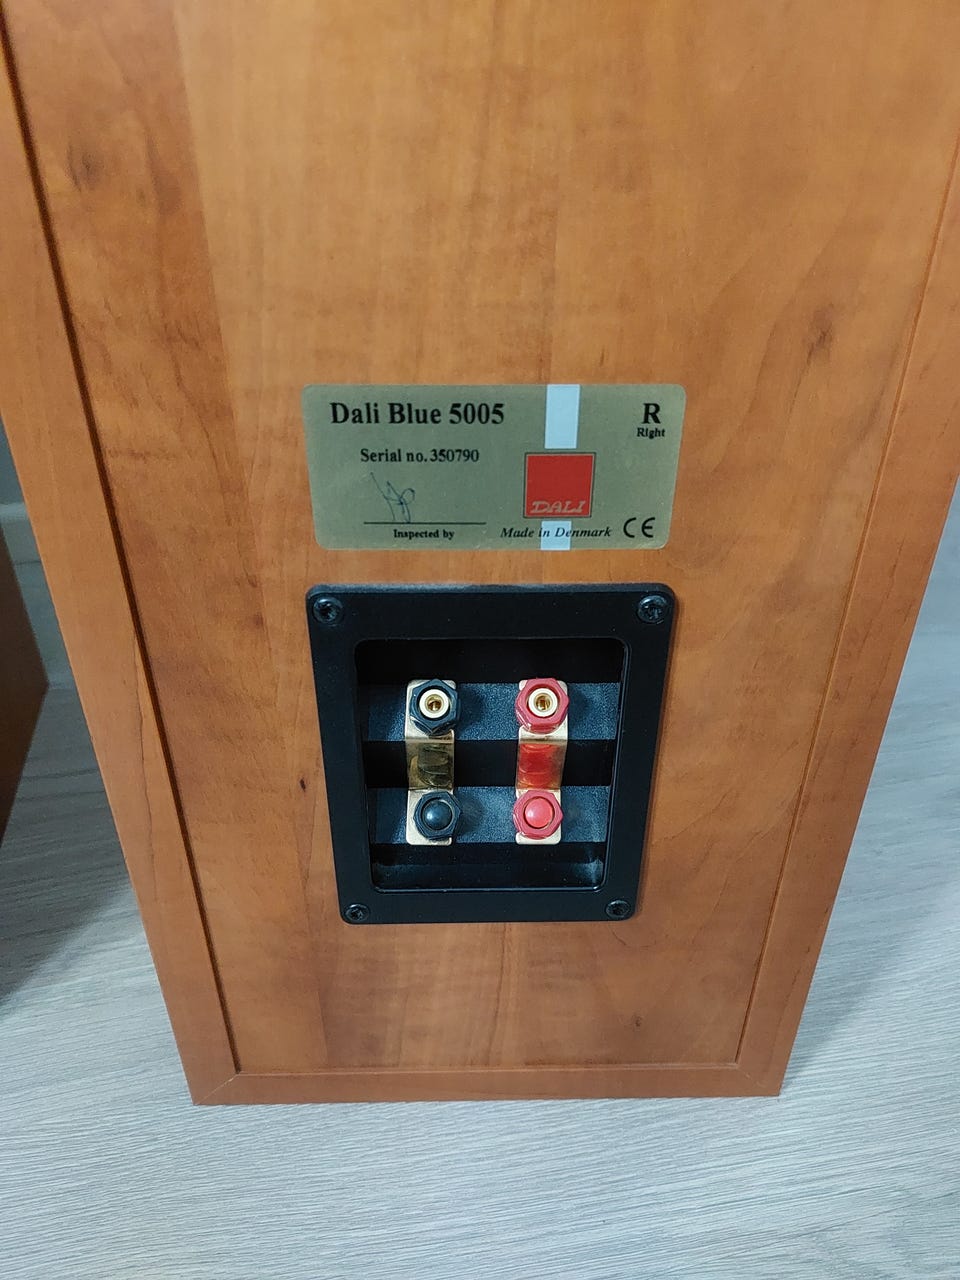 Dali Blue 5005
R
Right
Serial no. 350790
DALI
Inspected by
Made in Denmark CE